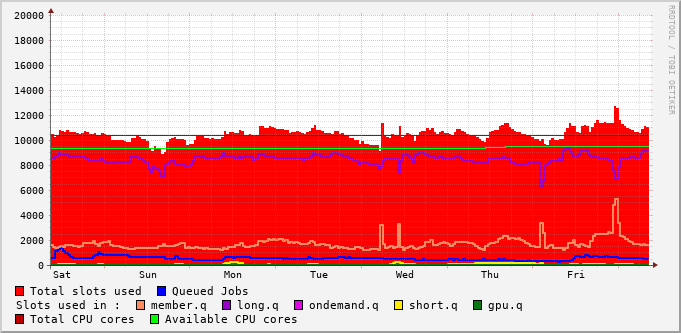 20000
18000
16000
14000
12000
10000
8000
6000
4000
2000
0
Sat Sun Mon Tue Wed Thu Fri
RRDTOOL / TOBI OETIKER
Total slots used Queued Jobs
Slots used in : member.q long.q ondemand.q short.q gpu.q
Total CPU cores Available CPU cores